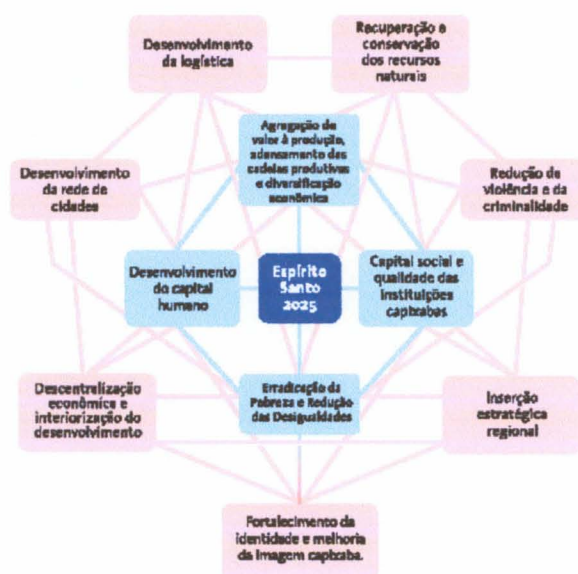 Desenvolvimento
da logística
Recuperação e
conservação
dos recursos
naturais
Agregação de
valor à produção,
adensamento das
cadeias produtivas
e diversificação
econômica
Desenvolvimento
da rede de
cidades
Redução da
violência e da
criminalidade
Desenvolvimento
do capital
humano
Espírito
Santo
2025
Capital social e
qualidade das
instituições
capixabas
Descentralização
econômica e
interiorização do
desenvolvimento
Erradicação da
Pobreza e Redução
das Desigualdades
Inserção
estratégica
regional
Fortalecimento da
identidade e melhoria
da imagem capixaba.